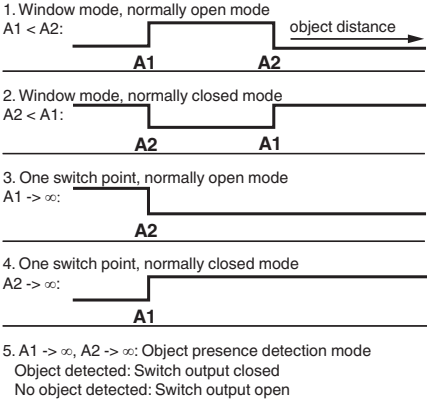 1. Window mode, normally open mode
A1 < A2:
object distance
A1 A2
2. Window mode, normally closed mode
A2 < A1:
A2 A1
3. One switch point, normally open mode
A1 -> ∞:
A2
4. One switch point, normally closed mode
A2 -> ∞:
A1
5. A1 -> ∞, A2 -> ∞: Object presence detection mode
Object detected: Switch output closed
No object detected: Switch output open